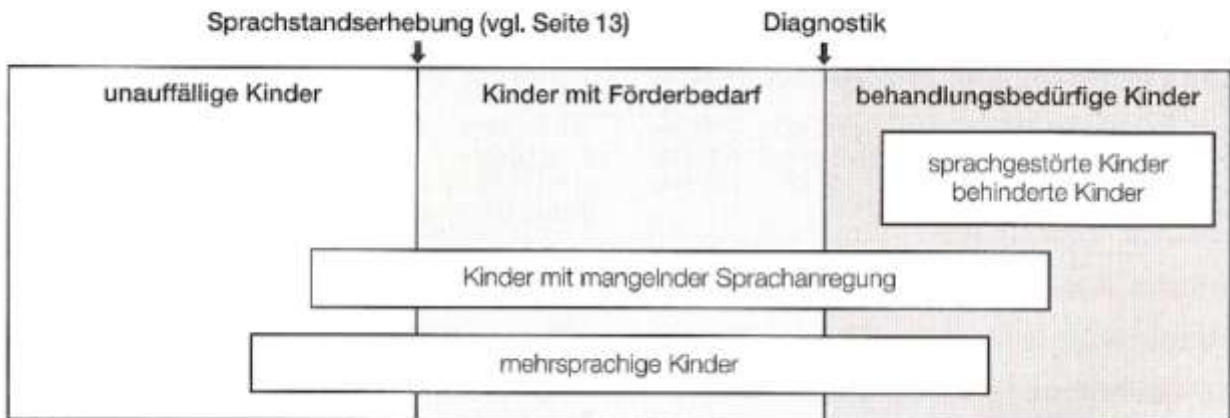 Sprachstandserhebung (vgl. Seite 13) Diagnostik
unauffällige Kinder Kinder mit Förderbedarf behandlungsbedürfige Kinder
sprachgestörte Kinder
behinderte Kinder
Kinder mit mangelnder Sprachanregung
mehrsprachige Kinder